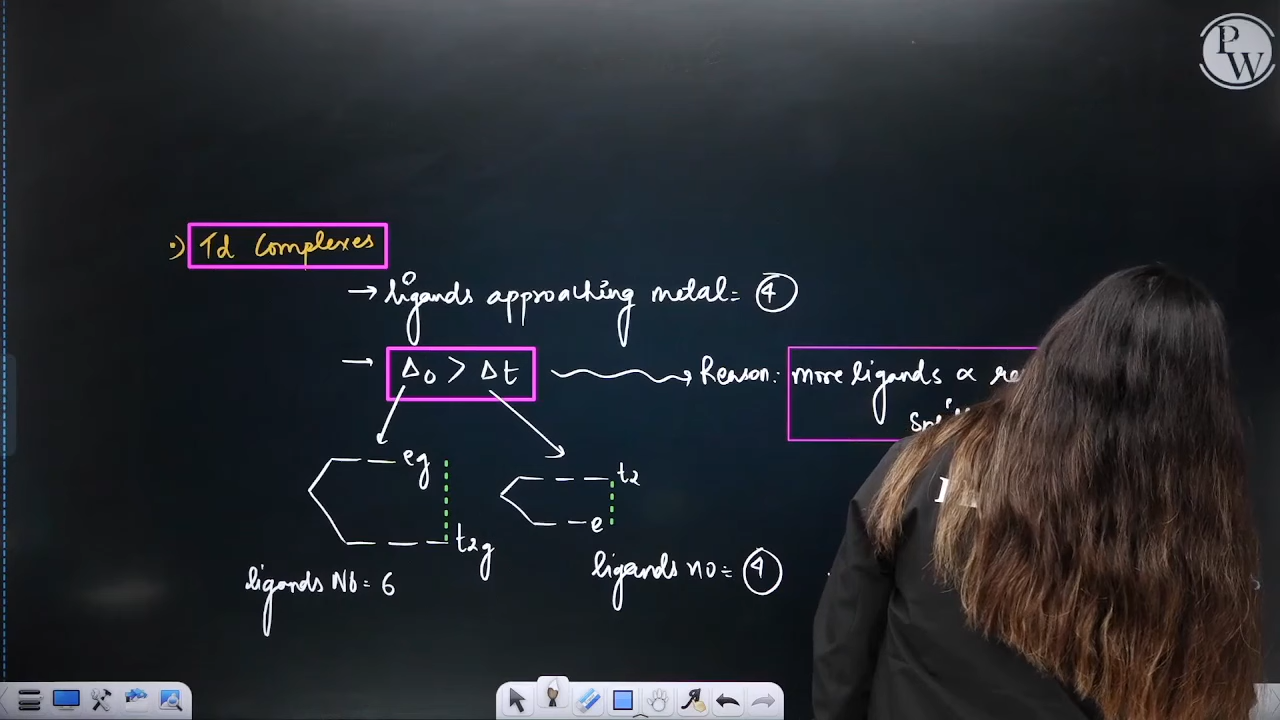 PW
•) Td Complexes
→ ligands approaching metal = 4
→ Δo > Δt → Reason: more ligands ∝
eg
t2
e
t2g
ligands No = 6
ligands no = 4